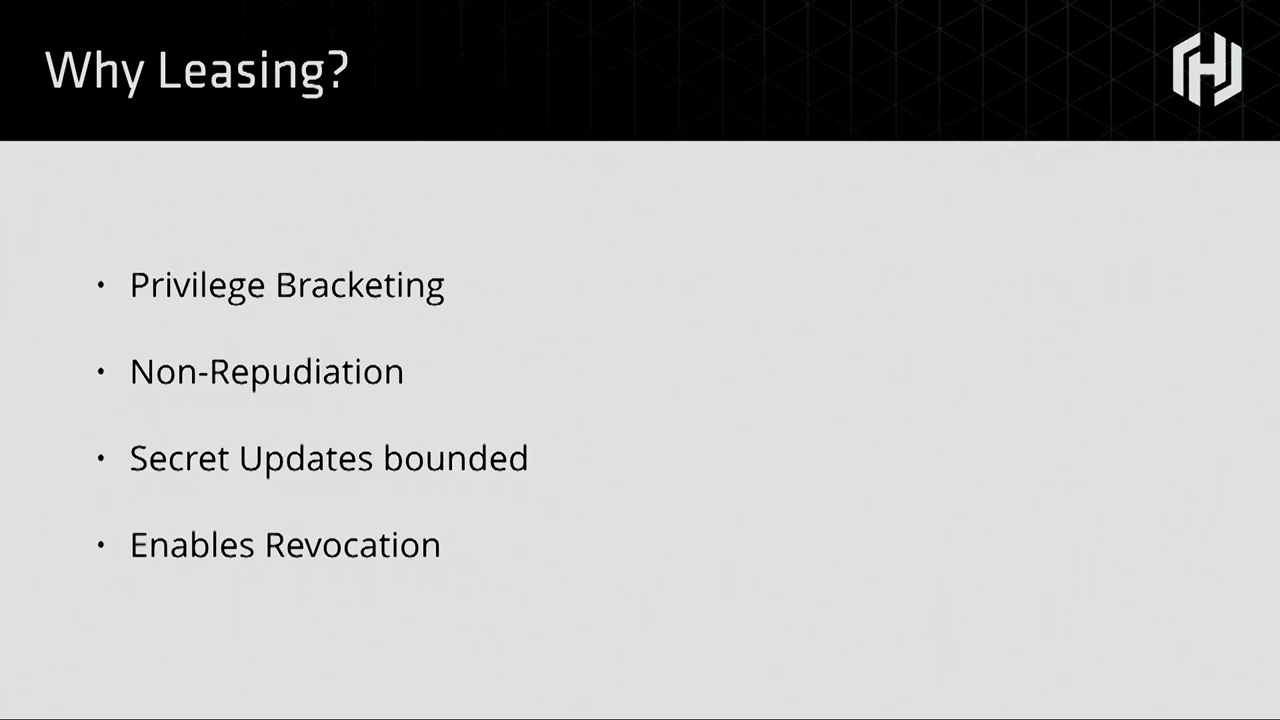 Why Leasing?
• Privilege Bracketing
• Non-Repudiation
• Secret Updates bounded
• Enables Revocation